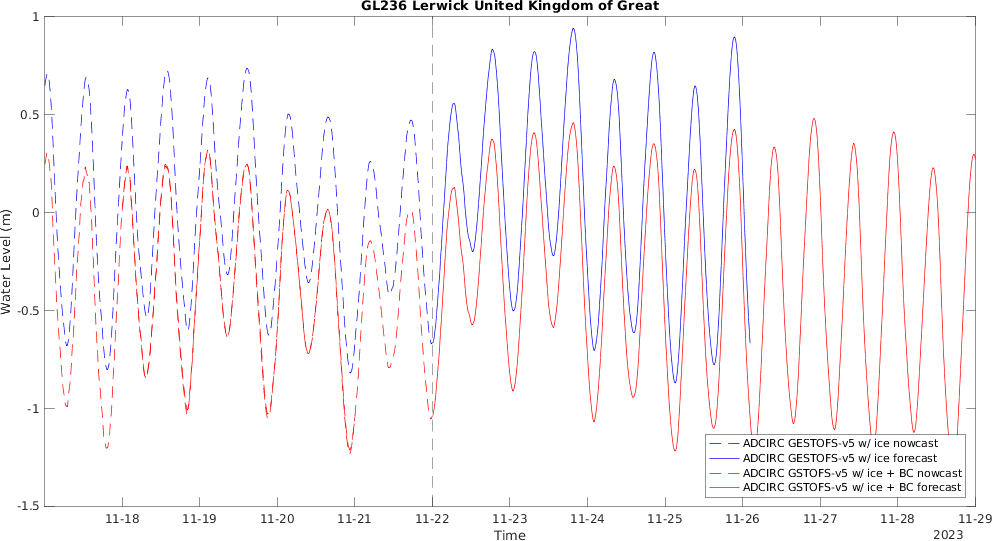 GL236 Lerwick United Kingdom of Great
1
0.5
0
-0.5
-1
-1.5
Water Level (m)
ADCIRC GESTOFS-v5 w/ ice nowcast
ADCIRC GESTOFS-v5 w/ ice forecast
ADCIRC GSTOFS-v5 w/ ice + BC nowcast
ADCIRC GSTOFS-v5 w/ ice + BC forecast
11-18 11-19 11-20 11-21 11-22 11-23 11-24 11-25 11-26 11-27 11-28 11-29
Time
2023